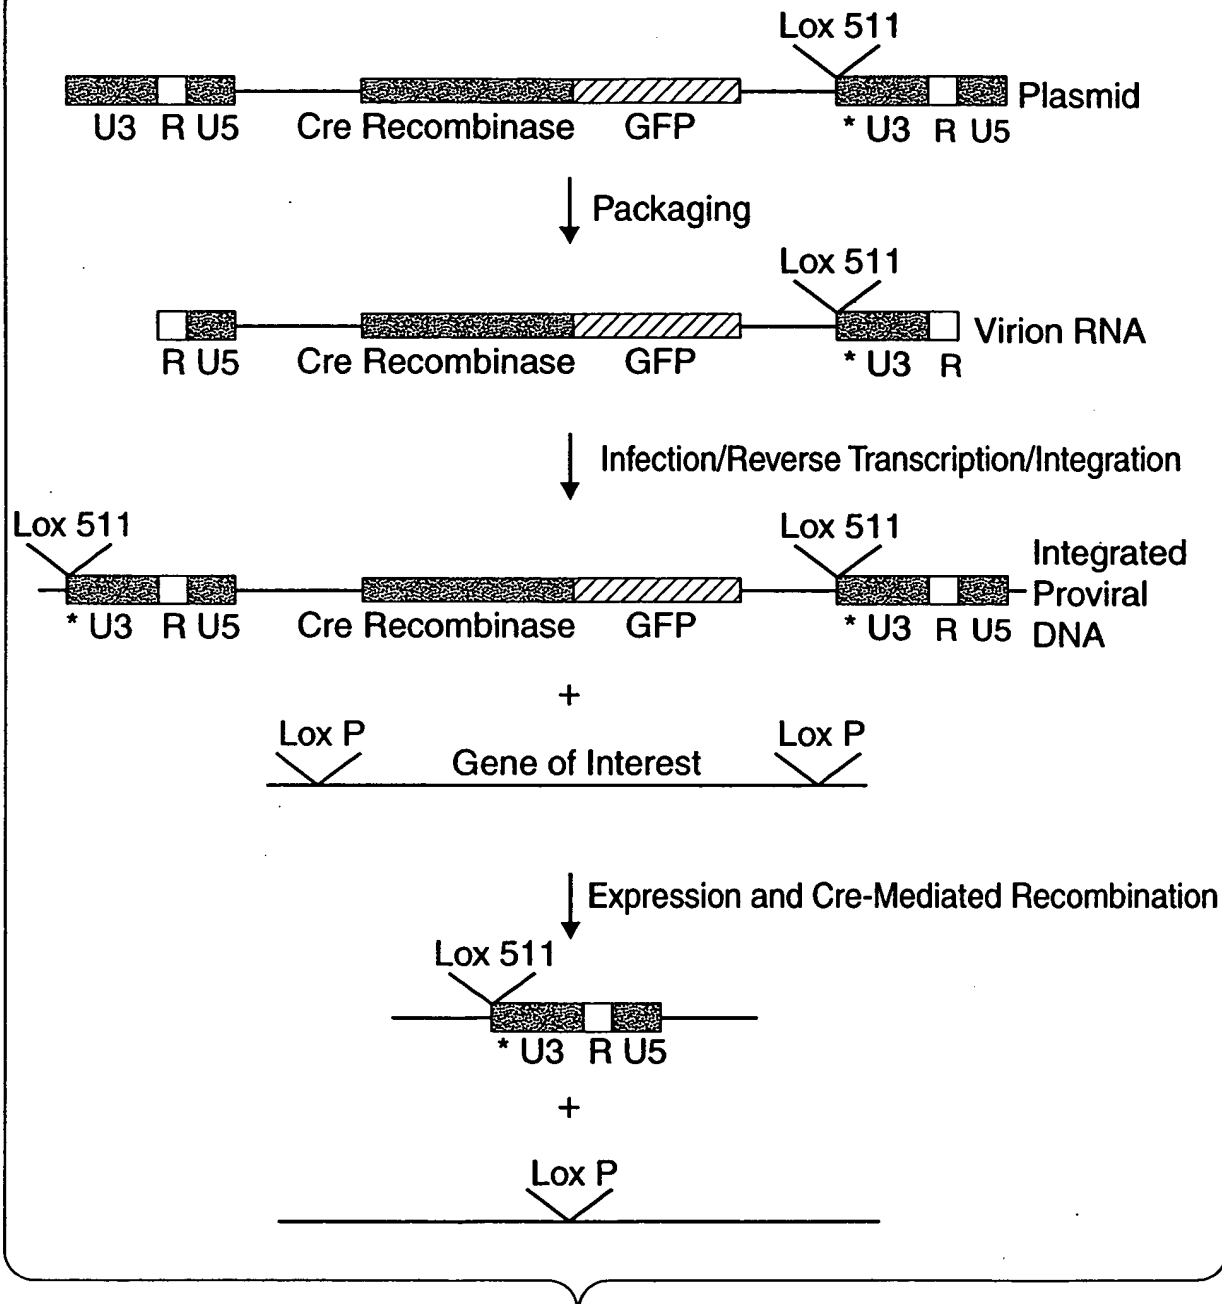 Lox 511
Plasmid
U3 R U5 Cre Recombinase GFP * U3 R U5
Packaging
Lox 511
Virion RNA
R U5 Cre Recombinase GFP * U3 R
Infection/Reverse Transcription/Integration
Lox 511 Lox 511
Integrated
Proviral
DNA
* U3 R U5 Cre Recombinase GFP * U3 R U5
+
Lox P Lox P
Gene of Interest
Expression and Cre-Mediated Recombination
Lox 511
* U3 R U5
+
Lox P